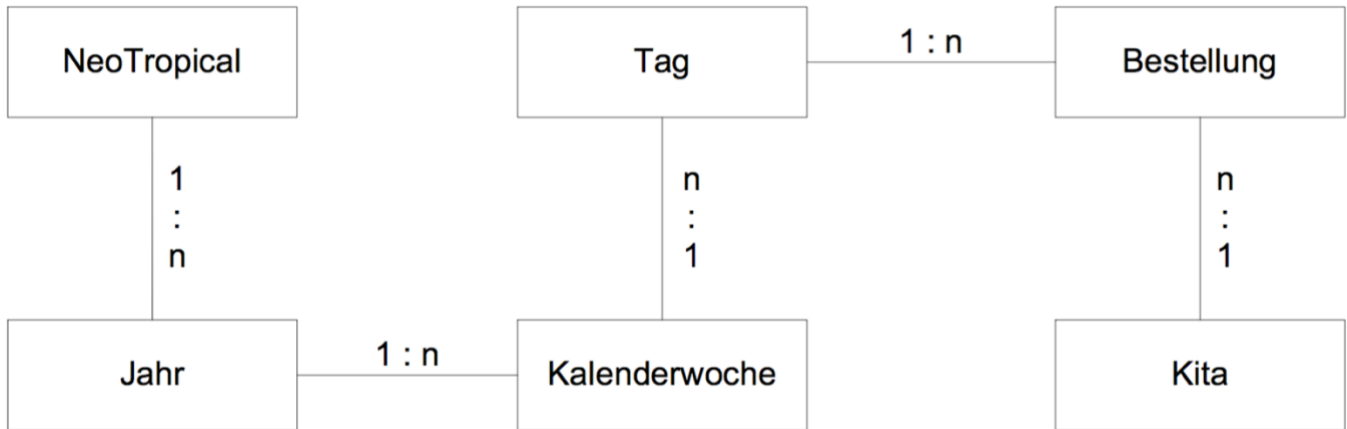 NeoTropical
Tag
1 : n
Bestellung
1
:
n
n
:
1
n
:
1
Jahr
1 : n
Kalenderwoche
Kita